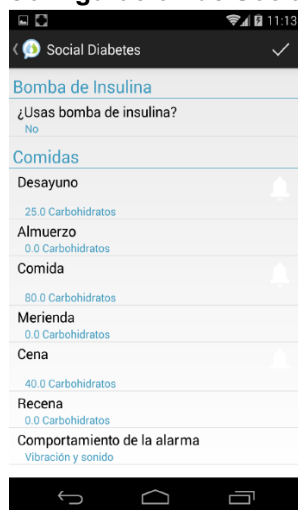 11:13
Social Diabetes
Bomba de Insulina
¿Usas bomba de insulina?
No
Comidas
Desayuno
25.0 Carbohidratos
Almuerzo
0.0 Carbohidratos
Comida
80.0 Carbohidratos
Merienda
0.0 Carbohidratos
Cena
40.0 Carbohidratos
Recena
0.0 Carbohidratos
Comportamiento de la alarma
Vibración y sonido